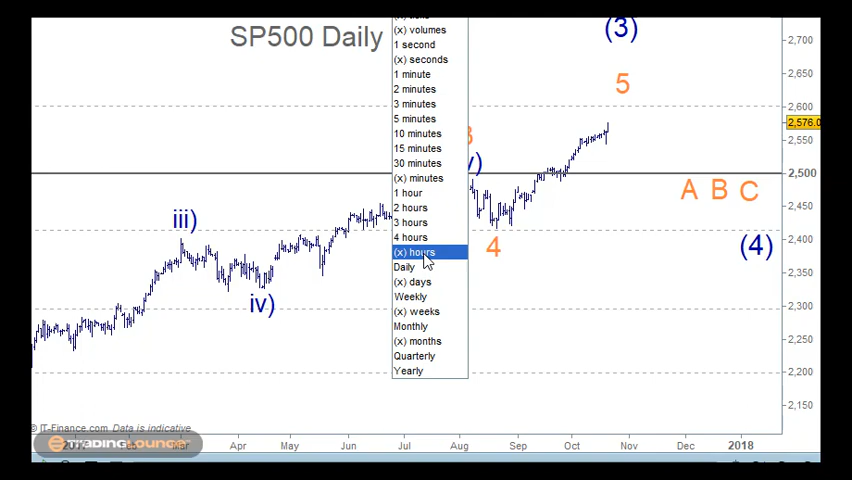 SP500 Daily
(x) volumes
1 second
(x) seconds
1 minute
2 minutes
3 minutes
5 minutes
10 minutes
15 minutes
30 minutes
(x) minutes
1 hour
2 hours
3 hours
4 hours
(x) hours
Daily
(x) days
Weekly
(x) weeks
Monthly
(x) months
Quarterly
Yearly
(3)
5
iii)
iv)
4
A B C
(4)
2,700
2,650
2,600
2,576.0
2,550
2,500
2,450
2,400
2,350
2,300
2,250
2,200
2,150
© IT-Finance.com Data is indicative.
TRADING LOUNGE
Feb Mar Apr May Jun Jul Aug Sep Oct Nov Dec 2018